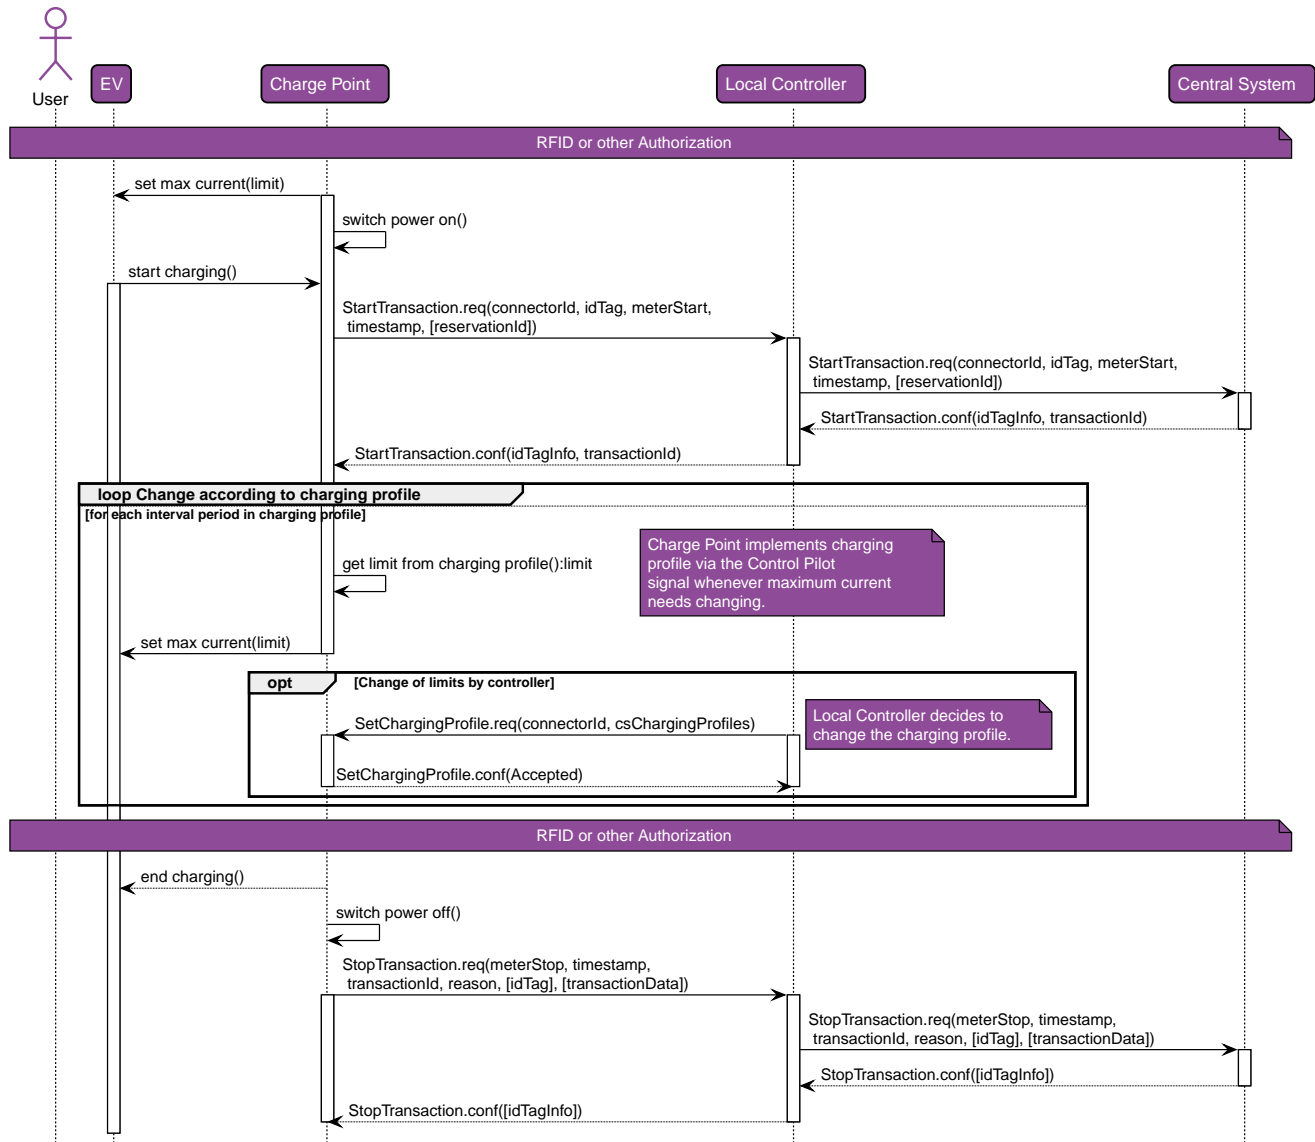 User
EV
Charge Point
Local Controller
Central System
RFID or other Authorization
set max current(limit)
switch power on()
start charging()
StartTransaction.req(connectorId, idTag, meterStart,
timestamp, [reservationId])
StartTransaction.req(connectorId, idTag, meterStart,
timestamp, [reservationId])
StartTransaction.conf(idTagInfo, transactionId)
StartTransaction.conf(idTagInfo, transactionId)
loop Change according to charging profile
[for each interval period in charging profile]
Charge Point implements charging
profile via the Control Pilot
signal whenever maximum current
needs changing.
get limit from charging profile():limit
set max current(limit)
opt
[Change of limits by controller]
SetChargingProfile.req(connectorId, csChargingProfiles)
Local Controller decides to
change the charging profile.
SetChargingProfile.conf(Accepted)
RFID or other Authorization
end charging()
switch power off()
StopTransaction.req(meterStop, timestamp,
transactionId, reason, [idTag], [transactionData])
StopTransaction.req(meterStop, timestamp,
transactionId, reason, [idTag], [transactionData])
StopTransaction.conf([idTagInfo])
StopTransaction.conf([idTagInfo])